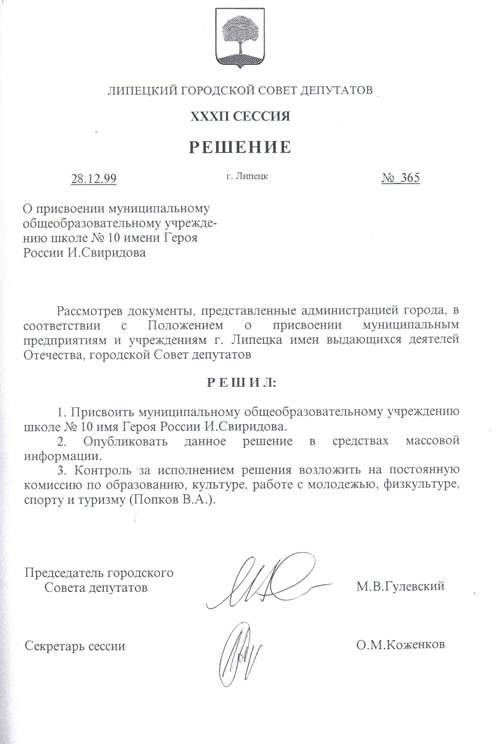 ЛИПЕЦКИЙ ГОРОДСКОЙ СОВЕТ ДЕПУТАТОВ
XXXП СЕССИЯ
РЕШЕНИЕ
28.12.99 г. Липецк № 365
О присвоении муниципальному
общеобразовательному учрежде-
нию школе № 10 имени Героя
России И.Свиридова
Рассмотрев документы, представленные администрацией города, в
соответствии с Положением о присвоении муниципальным
предприятиям и учреждениям г. Липецка имен выдающихся деятелей
Отечества, городской Совет депутатов
Р Е Ш И Л:
1. Присвоить муниципальному общеобразовательному учреждению
школе № 10 имя Героя России И.Свиридова.
2. Опубликовать данное решение в средствах массовой
информации.
3. Контроль за исполнением решения возложить на постоянную
комиссию по образованию, культуре, работе с молодежью, физкультуре,
спорту и туризму (Попков В.А.).
Председатель городского
Совета депутатов М.В.Гулевский
Секретарь сессии О.М.Коженков